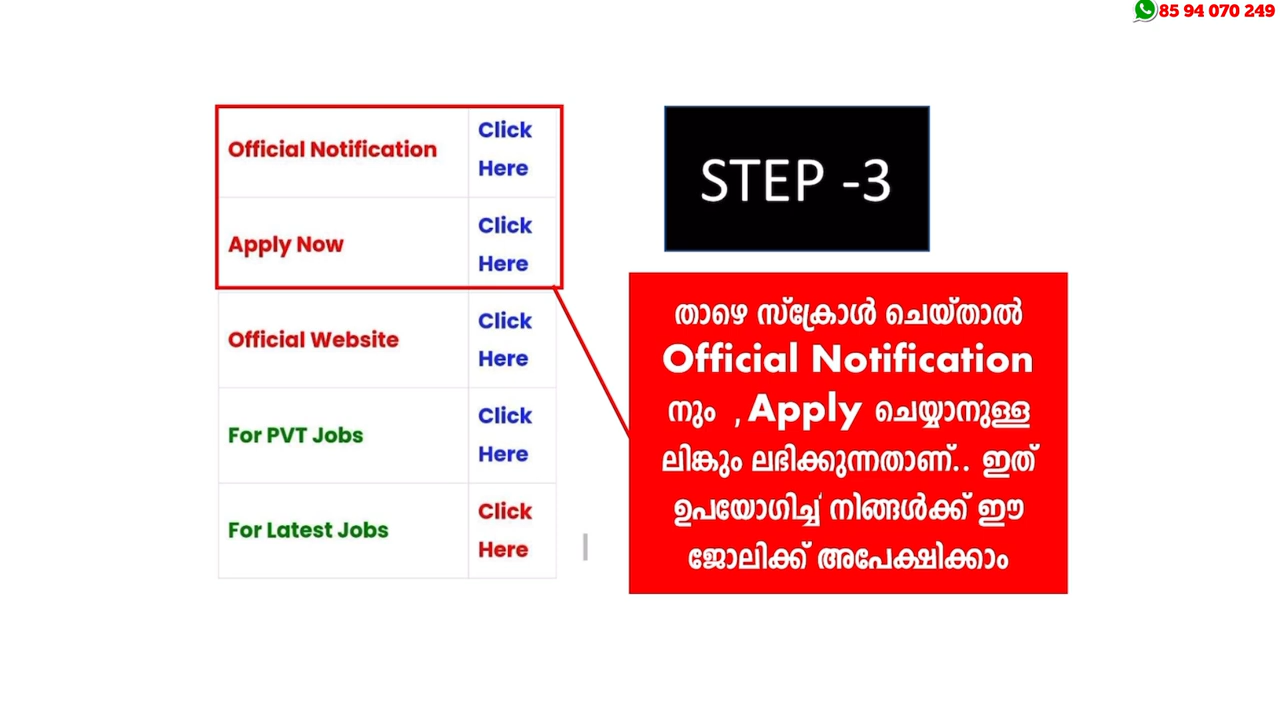 85 94 070 249
Official Notification
Click
Here
Apply Now
Click
Here
Official Website
Click
Here
For PVT Jobs
Click
Here
For Latest Jobs
Click
Here
STEP -3
താഴെ സ്ക്രോൾ ചെയ്താൽ
Official Notification
നും , Apply ചെയ്യാനുള്ള
ലിങ്കും ലഭിക്കുന്നതാണ്.. ഇത്
ഉപയോഗിച്ച് നിങ്ങൾക്ക് ഈ
ജോലിക്ക് അപേക്ഷിക്കാം